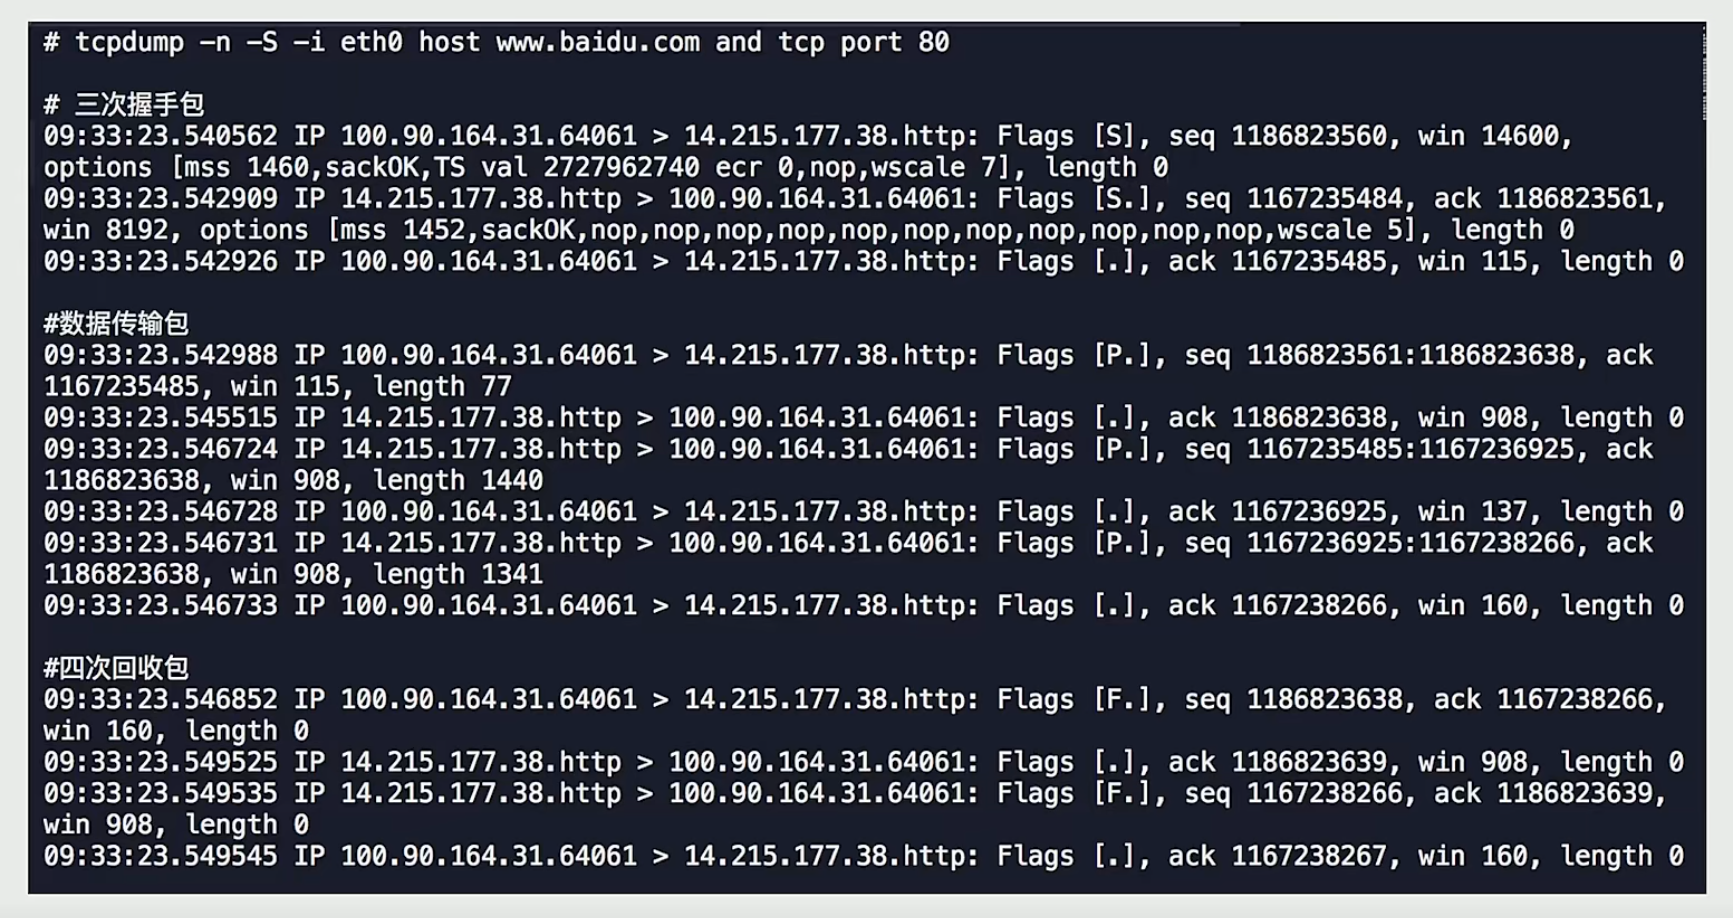 # tcpdump -n -S -i eth0 host www.baidu.com and tcp port 80
# 三次握手包
09:33:23.540562 IP 100.90.164.31.64061 > 14.215.177.38.http: Flags [S], seq 1186823560, win 14600,
options [mss 1460,sackOK,TS val 2727962740 ecr 0,nop,wscale 7], length 0
09:33:23.542909 IP 14.215.177.38.http > 100.90.164.31.64061: Flags [S.], seq 1167235484, ack 1186823561,
win 8192, options [mss 1452,sackOK,nop,nop,nop,nop,nop,nop,nop,nop,nop,nop,nop,wscale 5], length 0
09:33:23.542926 IP 100.90.164.31.64061 > 14.215.177.38.http: Flags [.], ack 1167235485, win 115, length 0
#数据传输包
09:33:23.542988 IP 100.90.164.31.64061 > 14.215.177.38.http: Flags [P.], seq 1186823561:1186823638, ack
1167235485, win 115, length 77
09:33:23.545515 IP 14.215.177.38.http > 100.90.164.31.64061: Flags [.], ack 1186823638, win 908, length 0
09:33:23.546724 IP 14.215.177.38.http > 100.90.164.31.64061: Flags [P.], seq 1167235485:1167236925, ack
1186823638, win 908, length 1440
09:33:23.546728 IP 100.90.164.31.64061 > 14.215.177.38.http: Flags [.], ack 1167236925, win 137, length 0
09:33:23.546731 IP 14.215.177.38.http > 100.90.164.31.64061: Flags [P.], seq 1167236925:1167238266, ack
1186823638, win 908, length 1341
09:33:23.546733 IP 100.90.164.31.64061 > 14.215.177.38.http: Flags [.], ack 1167238266, win 160, length 0
#四次回收包
09:33:23.546852 IP 100.90.164.31.64061 > 14.215.177.38.http: Flags [F.], seq 1186823638, ack 1167238266,
win 160, length 0
09:33:23.549525 IP 14.215.177.38.http > 100.90.164.31.64061: Flags [.], ack 1186823639, win 908, length 0
09:33:23.549535 IP 14.215.177.38.http > 100.90.164.31.64061: Flags [F.], seq 1167238266, ack 1186823639,
win 908, length 0
09:33:23.549545 IP 100.90.164.31.64061 > 14.215.177.38.http: Flags [.], ack 1167238267, win 160, length 0